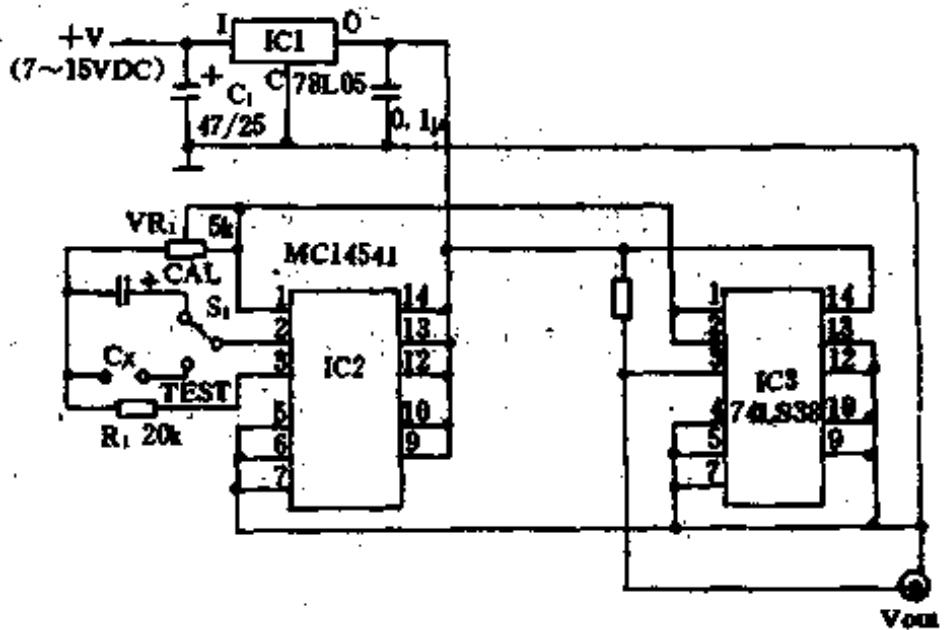 +V
(7~15VDC)
I
IC1
O
C
78L05
+
C1
47/25
0.1μ
VR1
5k
CAL
+
S1
Cx
TEST
R1 20k
MC14541
IC2
1
2
3
5
6
7
14
13
12
10
9
1
2
3
4
5
7
IC3
74LS38
14
13
12
10
9
Vout